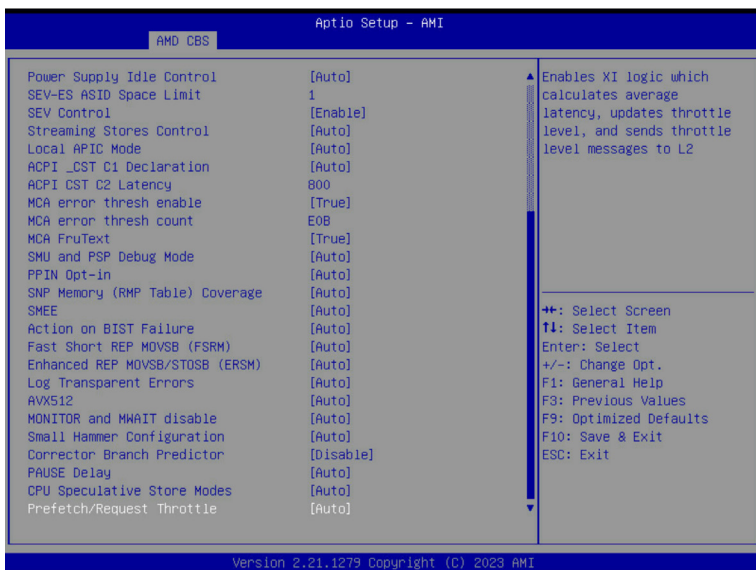 Aptio Setup – AMI
AMD CBS
Power Supply Idle Control [Auto]
SEV-ES ASID Space Limit 1
SEV Control [Enable]
Streaming Stores Control [Auto]
Local APIC Mode [Auto]
ACPI _CST C1 Declaration [Auto]
ACPI CST C2 Latency 800
MCA error thresh enable [True]
MCA error thresh count E0B
MCA FruText [True]
SMU and PSP Debug Mode [Auto]
PPIN Opt-in [Auto]
SNP Memory (RMP Table) Coverage [Auto]
SMEE [Auto]
Action on BIST Failure [Auto]
Fast Short REP MOVSB (FSRM) [Auto]
Enhanced REP MOVSB/STOSB (ERSM) [Auto]
Log Transparent Errors [Auto]
AVX512 [Auto]
MONITOR and MWAIT disable [Auto]
Small Hammer Configuration [Auto]
Corrector Branch Predictor [Disable]
PAUSE Delay [Auto]
CPU Speculative Store Modes [Auto]
Prefetch/Request Throttle [Auto]
Enables XI logic which
calculates average
latency, updates throttle
level, and sends throttle
level messages to L2
→←: Select Screen
↑↓: Select Item
Enter: Select
+/-: Change Opt.
F1: General Help
F3: Previous Values
F9: Optimized Defaults
F10: Save & Exit
ESC: Exit
Version 2.21.1279 Copyright (C) 2023 AMI